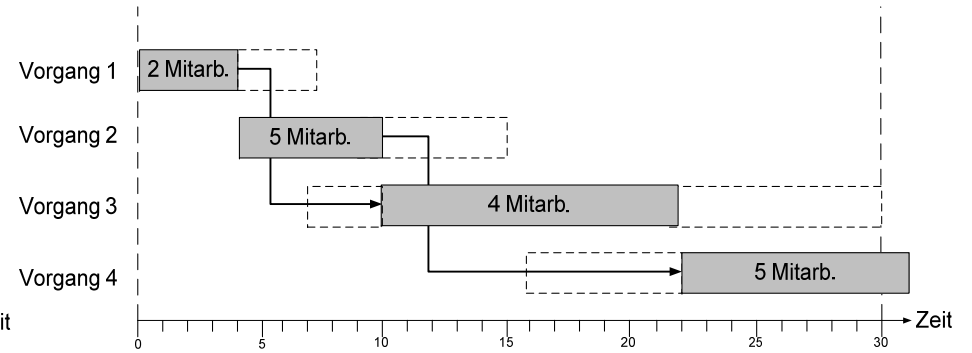 Vorgang 1
2 Mitarb.
Vorgang 2
5 Mitarb.
Vorgang 3
4 Mitarb.
Vorgang 4
5 Mitarb.
it
Zeit
0 5 10 15 20 25 30